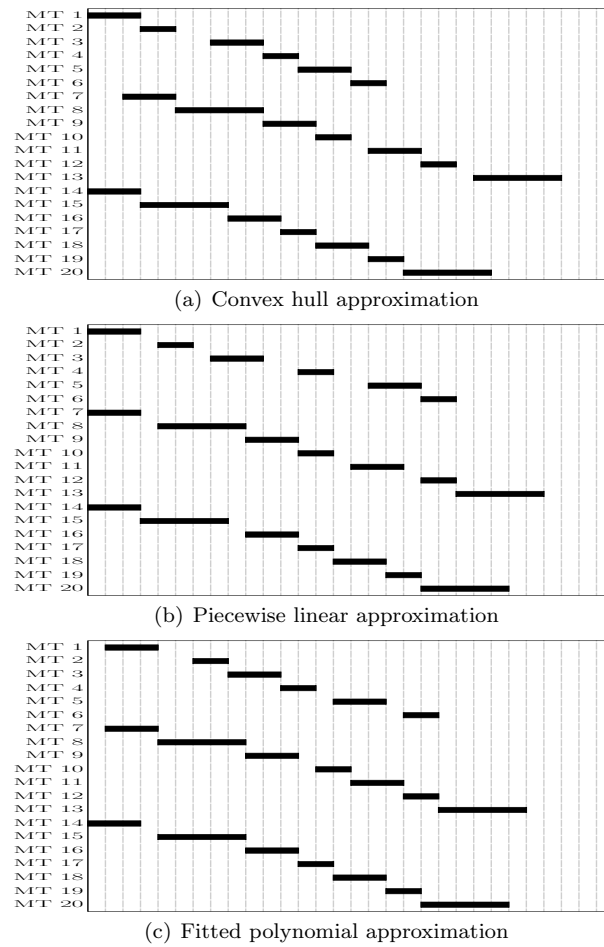 MT 1
MT 2
MT 3
MT 4
MT 5
MT 6
MT 7
MT 8
MT 9
MT 10
MT 11
MT 12
MT 13
MT 14
MT 15
MT 16
MT 17
MT 18
MT 19
MT 20
(a) Convex hull approximation
MT 1
MT 2
MT 3
MT 4
MT 5
MT 6
MT 7
MT 8
MT 9
MT 10
MT 11
MT 12
MT 13
MT 14
MT 15
MT 16
MT 17
MT 18
MT 19
MT 20
(b) Piecewise linear approximation
MT 1
MT 2
MT 3
MT 4
MT 5
MT 6
MT 7
MT 8
MT 9
MT 10
MT 11
MT 12
MT 13
MT 14
MT 15
MT 16
MT 17
MT 18
MT 19
MT 20
(c) Fitted polynomial approximation